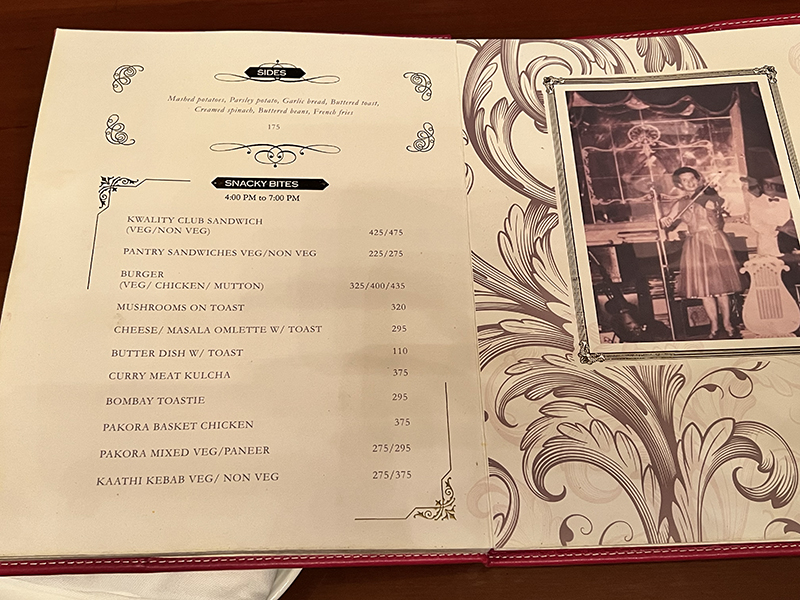 SIDES
Mashed potatoes, Parsley potato, Garlic bread, Buttered toast,
Creamed spinach, Buttered beans, French fries
175
SNACKY BITES
4:00 PM to 7:00 PM
KWALITY CLUB SANDWICH
(VEG/NON VEG) 425/475
PANTRY SANDWICHES VEG/NON VEG 225/275
BURGER
(VEG/ CHICKEN/ MUTTON) 325/400/435
MUSHROOMS ON TOAST 320
CHEESE/ MASALA OMLETTE W/ TOAST 295
BUTTER DISH W/ TOAST 110
CURRY MEAT KULCHA 375
BOMBAY TOASTIE 295
PAKORA BASKET CHICKEN 375
PAKORA MIXED VEG/PANEER 275/295
KAATHI KEBAB VEG/ NON VEG 275/375